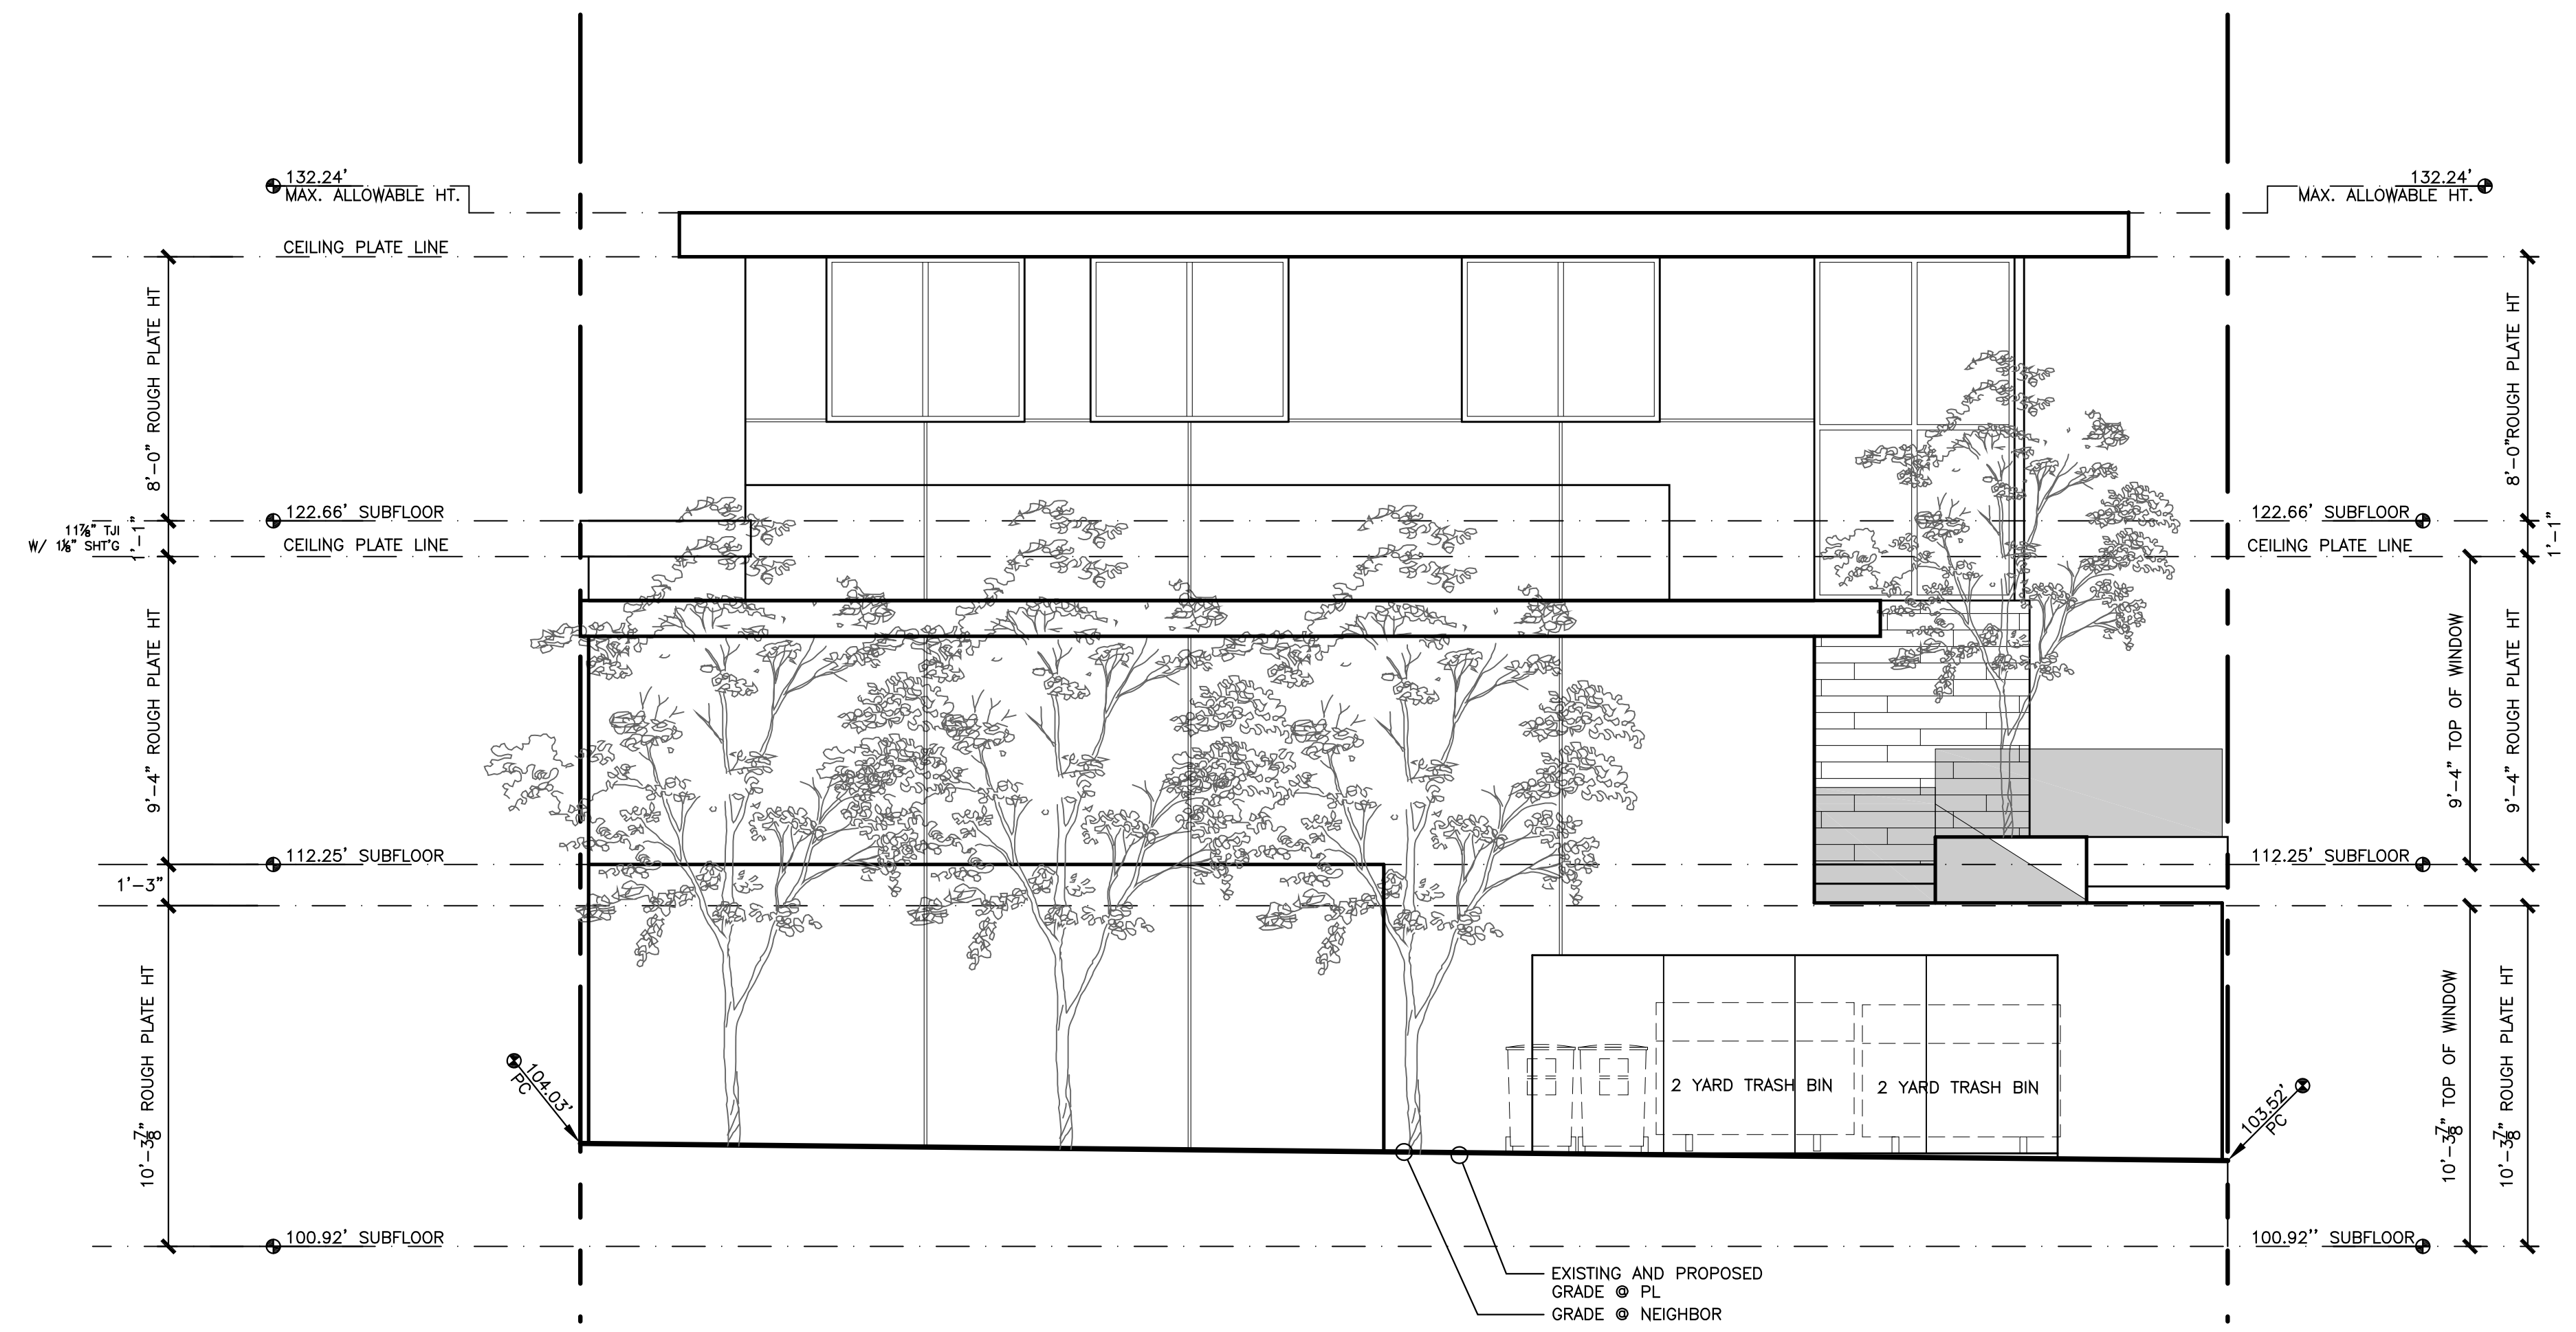 132.24'
MAX. ALLOWABLE HT.
132.24'
MAX. ALLOWABLE HT.
CEILING PLATE LINE
8'-0" ROUGH PLATE HT
8'-0"ROUGH PLATE HT
122.66' SUBFLOOR
122.66' SUBFLOOR
11⅞" TJI
W/ 1⅛" SHT'G
1'-1"
1'-1"
CEILING PLATE LINE
CEILING PLATE LINE
9'-4" ROUGH PLATE HT
9'-4" TOP OF WINDOW
9'-4" ROUGH PLATE HT
112.25' SUBFLOOR
112.25' SUBFLOOR
1'-3"
10'-3⅞" ROUGH PLATE HT
10'-3⅞" TOP OF WINDOW
10'-3⅞" ROUGH PLATE HT
104.03'
PC
2 YARD TRASH BIN
2 YARD TRASH BIN
103.52'
PC
100.92' SUBFLOOR
100.92'' SUBFLOOR
EXISTING AND PROPOSED
GRADE @ PL
GRADE @ NEIGHBOR